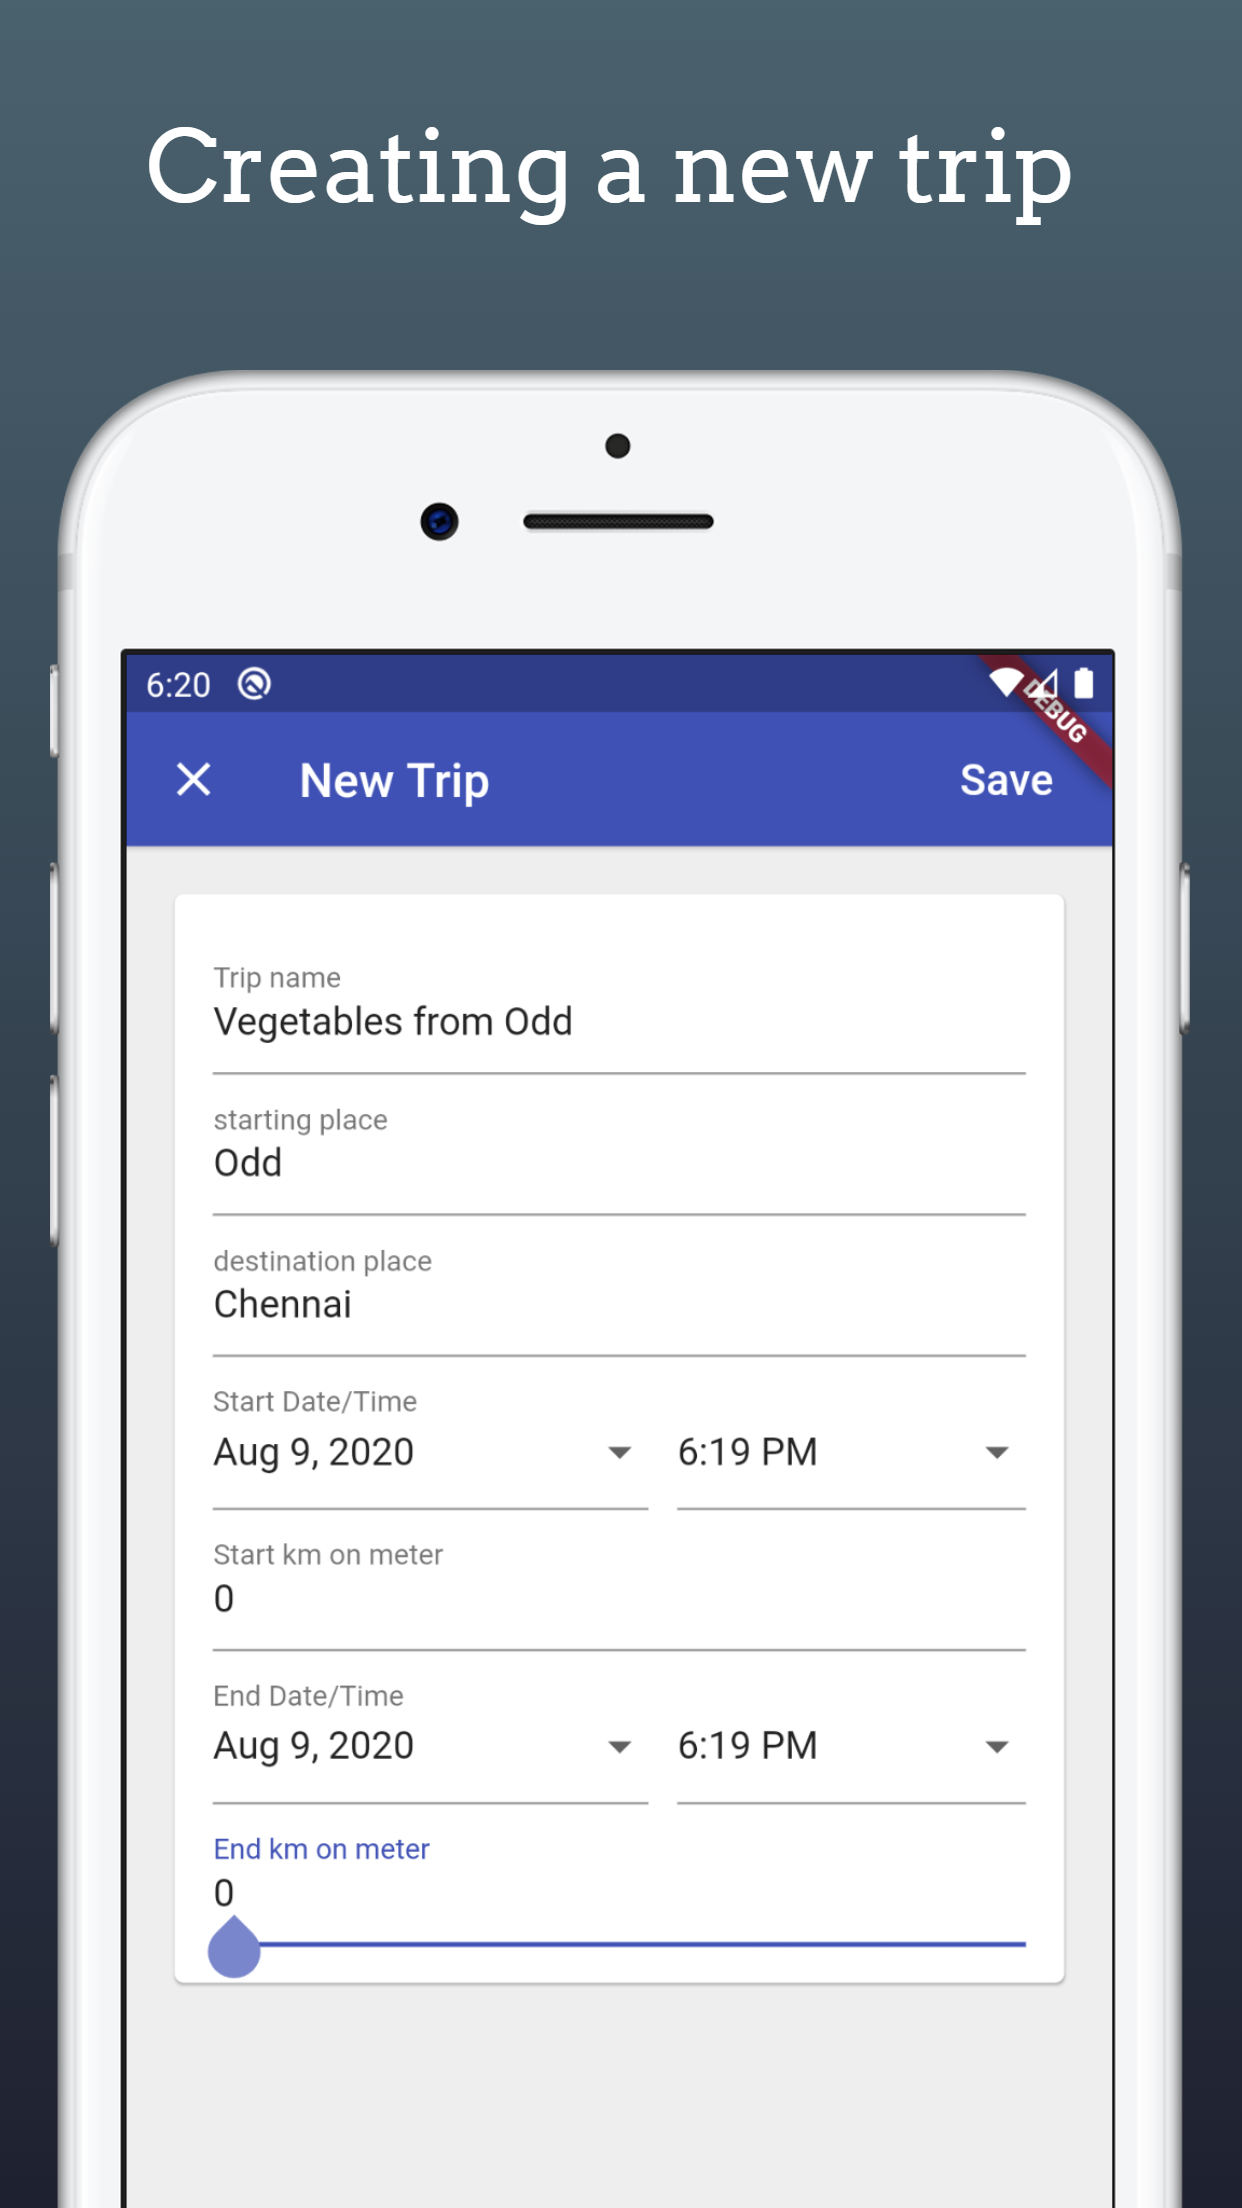 Creating a new trip
6:20
DEBUG
New Trip
Save
Trip name
Vegetables from Odd
starting place
Odd
destination place
Chennai
Start Date/Time
Aug 9, 2020 6:19 PM
Start km on meter
0
End Date/Time
Aug 9, 2020 6:19 PM
End km on meter
0